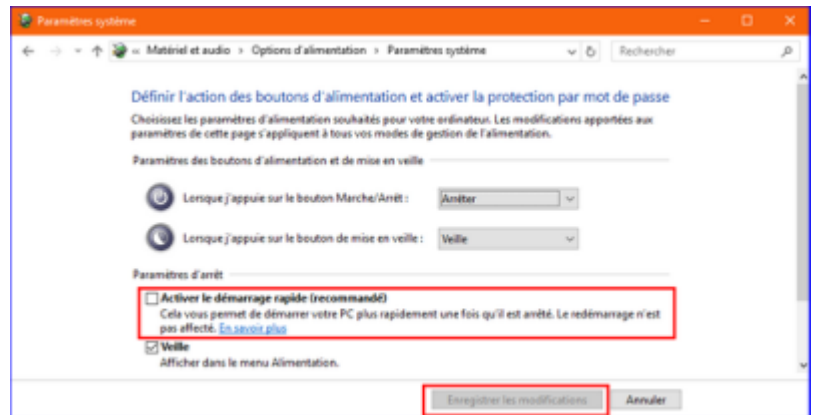 Paramètres système
« Matériel et audio > Options d'alimentation > Paramètres système
Rechercher
Définir l'action des boutons d'alimentation et activer la protection par mot de passe
Choisissez les paramètres d'alimentation souhaités pour votre ordinateur. Les modifications apportées aux
paramètres de cette page s'appliquent à tous vos modes de gestion de l'alimentation.
Paramètres des boutons d'alimentation et de mise en veille
Lorsque j'appuie sur le bouton Marche/Arrêt : Arrêter
Lorsque j'appuie sur le bouton de mise en veille : Veille
Paramètres d'arrêt
Activer le démarrage rapide (recommandé)
Cela vous permet de démarrer votre PC plus rapidement une fois qu'il est arrêté. Le redémarrage n'est
pas affecté. En savoir plus
Veille
Afficher dans le menu Alimentation.
Enregistrer les modifications Annuler